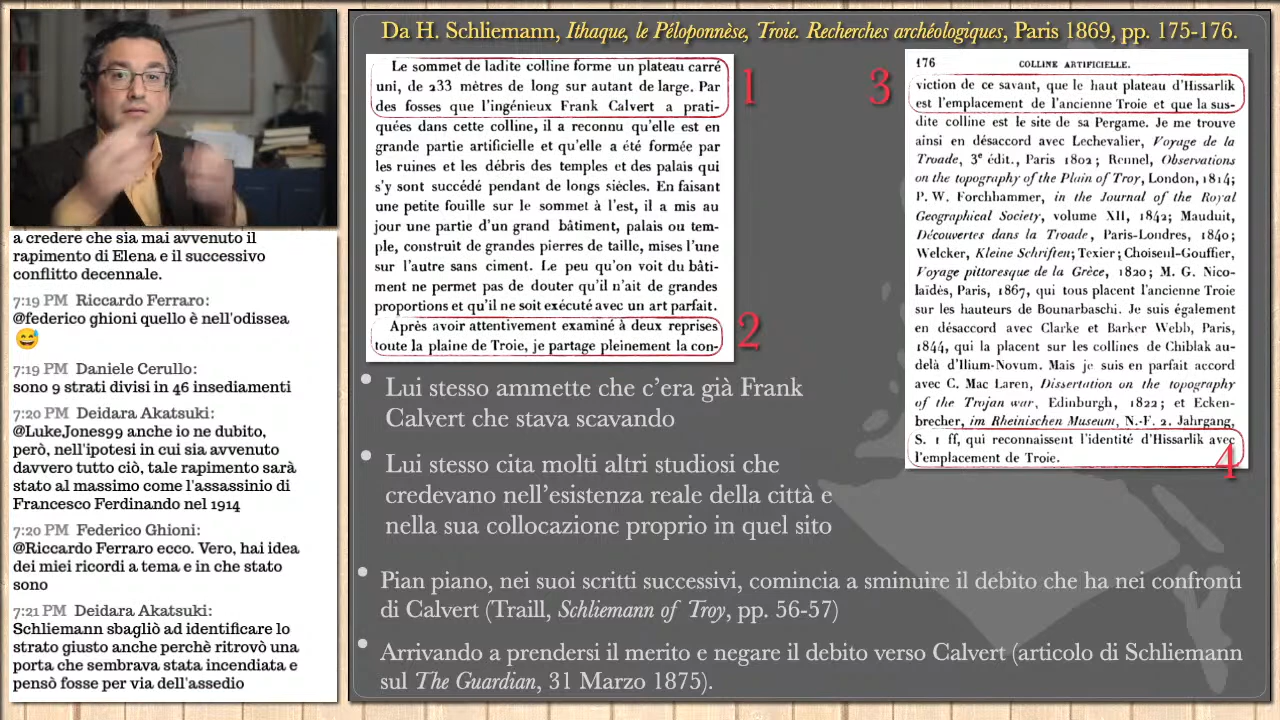 Da H. Schliemann, Ithaque, le Péloponnèse, Troie. Recherches archéologiques, Paris 1869, pp. 175-176.
Le sommet de ladite colline forme un plateau carré
uni, de 233 mètres de long sur autant de large. Par
des fosses que l'ingénieux Frank Calvert a prati-
quées dans cette colline, il a reconnu qu'elle est en
grande partie artificielle et qu'elle a été formée par
les ruines et les débris des temples et des palais qui
s'y sont succédé pendant de longs siècles. En faisant
une petite fouille sur le sommet à l'est, il a mis au
jour une partie d'un grand bâtiment, palais ou tem-
ple, construit de grandes pierres de taille, mises l'une
sur l'autre sans ciment. Le peu qu'on voit du bâti-
ment ne permet pas de douter qu'il n'ait de grandes
proportions et qu'il ne soit exécuté avec un art parfait.
Après avoir attentivement examiné à deux reprises
toute la plaine de Troie, je partage pleinement la con-
1
2
3
176 COLLINE ARTIFICIELLE.
viction de ce savant, que le haut plateau d'Hissarlik
est l'emplacement de l'ancienne Troie et que la sus-
dite colline est le site de sa Pergame. Je me trouve
ainsi en désaccord avec Lechevalier, Voyage de la
Troade, 3e édit., Paris 1802; Rennel, Observations
on the topography of the Plain of Troy, London, 1814;
P. W. Forchhammer, in the Journal of the Royal
Geographical Society, volume XII, 1842; Mauduit,
Découvertes dans la Troade, Paris-Londres, 1840;
Welcker, Kleine Schriften; Texier; Choiseul-Gouffier,
Voyage pittoresque de la Grèce, 1820; M. G. Nico-
laïdès, Paris, 1867, qui tous placent l'ancienne Troie
sur les hauteurs de Bounarbaschi. Je suis également
en désaccord avec Clarke et Barker Webb, Paris,
1844, qui la placent sur les collines de Chiblak au-
delà d'Ilium-Novum. Mais je suis en parfait accord
avec C. Mac Laren, Dissertation on the topography
of the Trojan war, Edinburgh, 1822; et Ecken-
brecher, im Rheinischen Museum, N.-F. 2. Jahrgang,
S. 1 ff, qui reconnaissent l'identité d'Hissarlik avec
l'emplacement de Troie.
4
• Lui stesso ammette che c'era già Frank
Calvert che stava scavando
• Lui stesso cita molti altri studiosi che
credevano nell'esistenza reale della città e
nella sua collocazione proprio in quel sito
• Pian piano, nei suoi scritti successivi, comincia a sminuire il debito che ha nei confronti
di Calvert (Traill, Schliemann of Troy, pp. 56-57)
• Arrivando a prendersi il merito e negare il debito verso Calvert (articolo di Schliemann
sul The Guardian, 31 Marzo 1875).
a credere che sia mai avvenuto il
rapimento di Elena e il successivo
conflitto decennale.
7:19 PM Riccardo Ferraro:
@federico ghioni quello è nell'odissea
😅
7:19 PM Daniele Cerullo:
sono 9 strati divisi in 46 insediamenti
7:20 PM Deidara Akatsuki:
@LukeJones99 anche io ne dubito,
però, nell'ipotesi in cui sia avvenuto
davvero tutto ciò, tale rapimento sarà
stato al massimo come l'assassinio di
Francesco Ferdinando nel 1914
7:20 PM Federico Ghioni:
@Riccardo Ferraro ecco. Vero, hai idea
dei miei ricordi a tema e in che stato
sono
7:21 PM Deidara Akatsuki:
Schliemann sbagliò ad identificare lo
strato giusto anche perchè ritrovò una
porta che sembrava stata incendiata e
pensò fosse per via dell'assedio